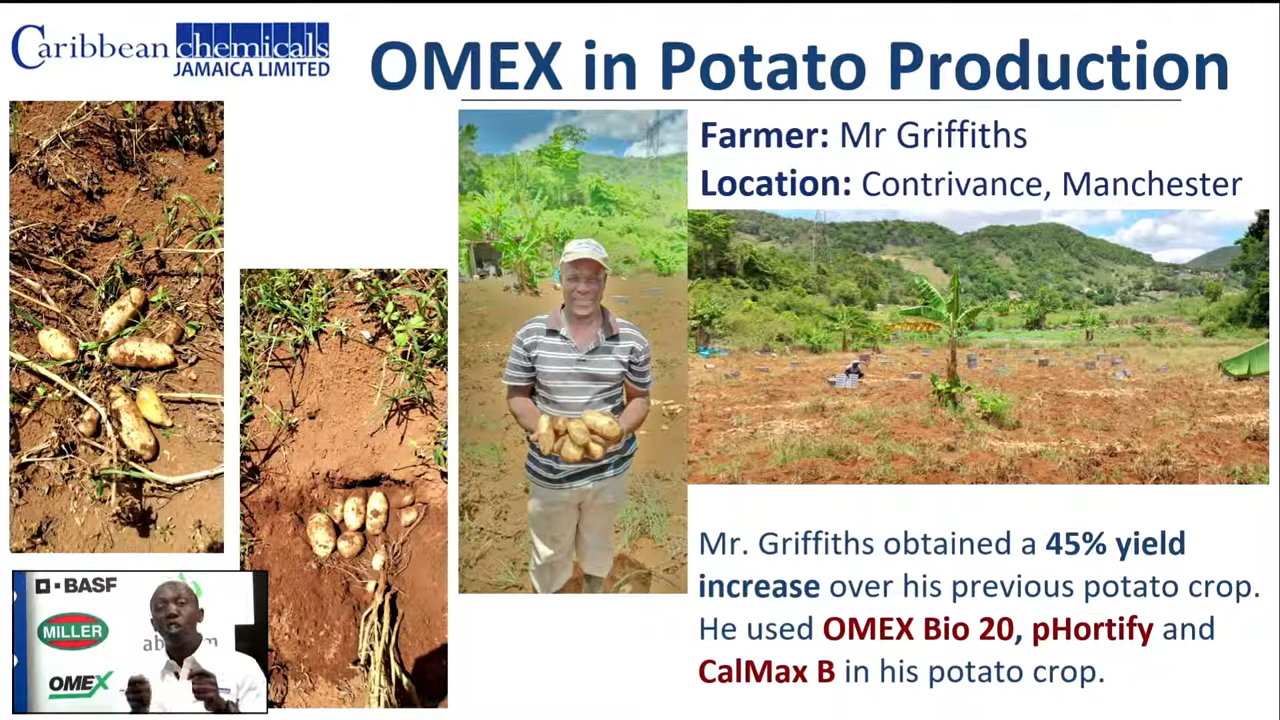 Caribbean chemicals
JAMAICA LIMITED
OMEX in Potato Production
Farmer: Mr Griffiths
Location: Contrivance, Manchester
Mr. Griffiths obtained a 45% yield
increase over his previous potato crop.
He used OMEX Bio 20, pHortify and
CalMax B in his potato crop.
BASF
MILLER
OMEX